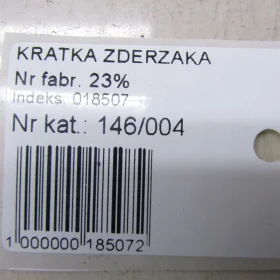 KRATKA ZDERZAKA
Nr fabr. 23%
Indeks 018507
Nr kat.: 146/004
1 000000 185072